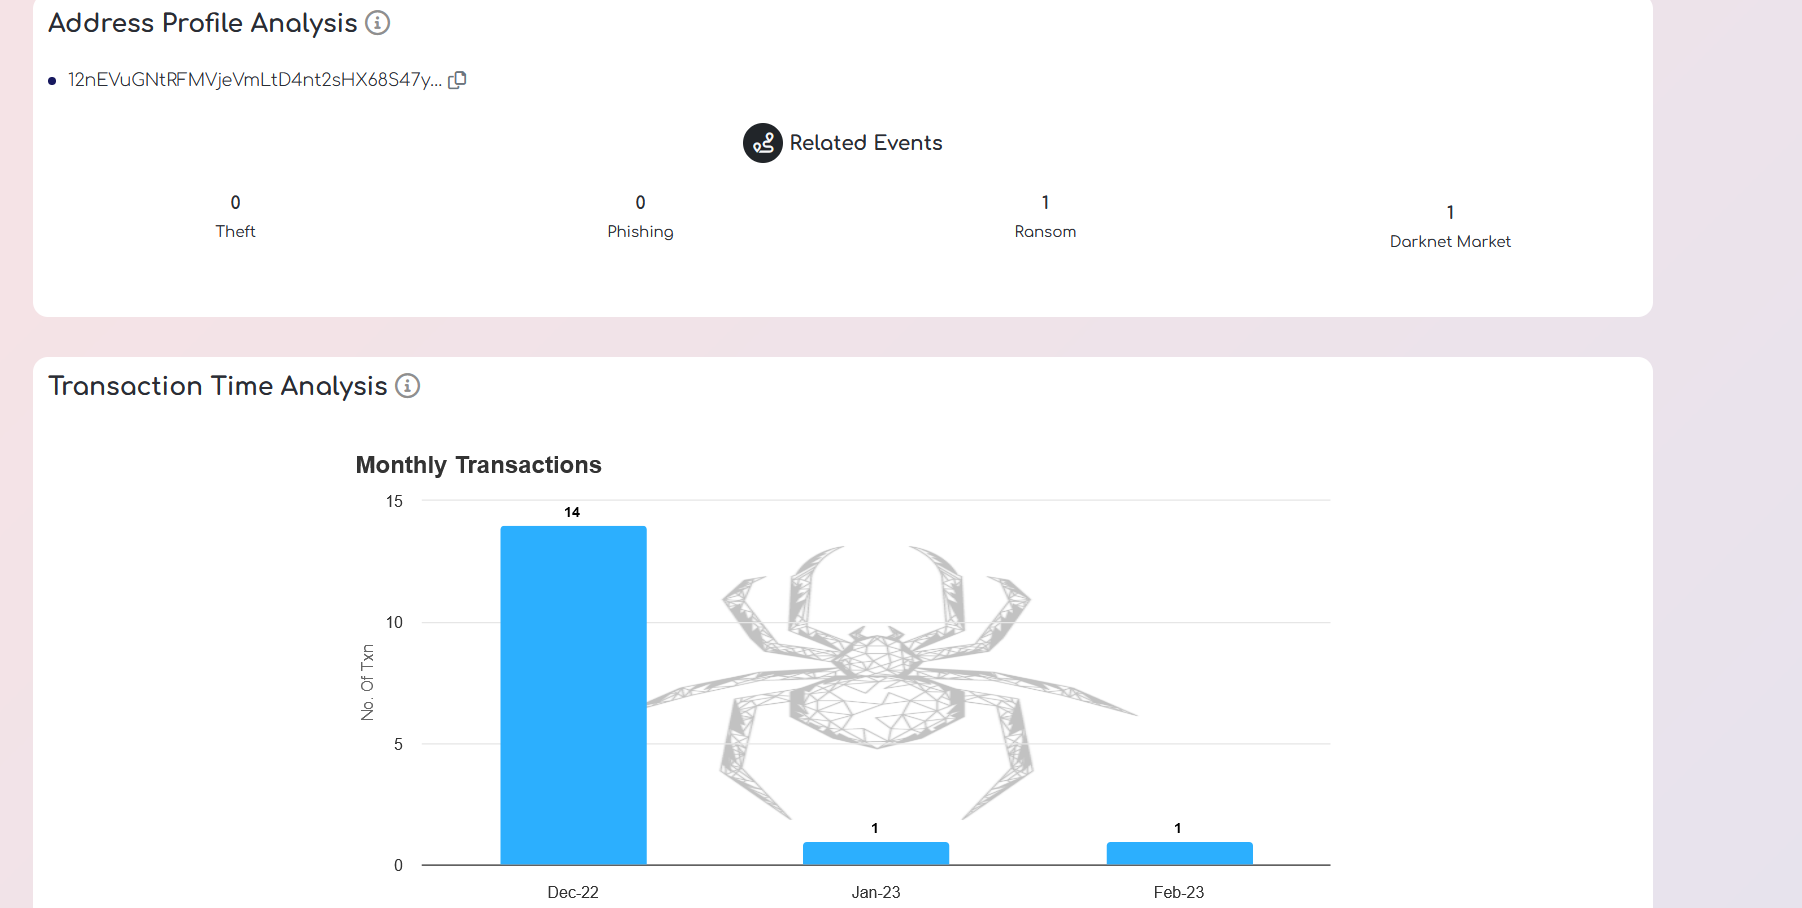 Address Profile Analysis
12nEVuGNtRFMVjeVmLtD4nt2sHX68S47y...
Related Events
0
Theft
0
Phishing
1
Ransom
1
Darknet Market
Transaction Time Analysis
Monthly Transactions
15
14
10
No. Of Txn
5
1
1
0
Dec-22
Jan-23
Feb-23